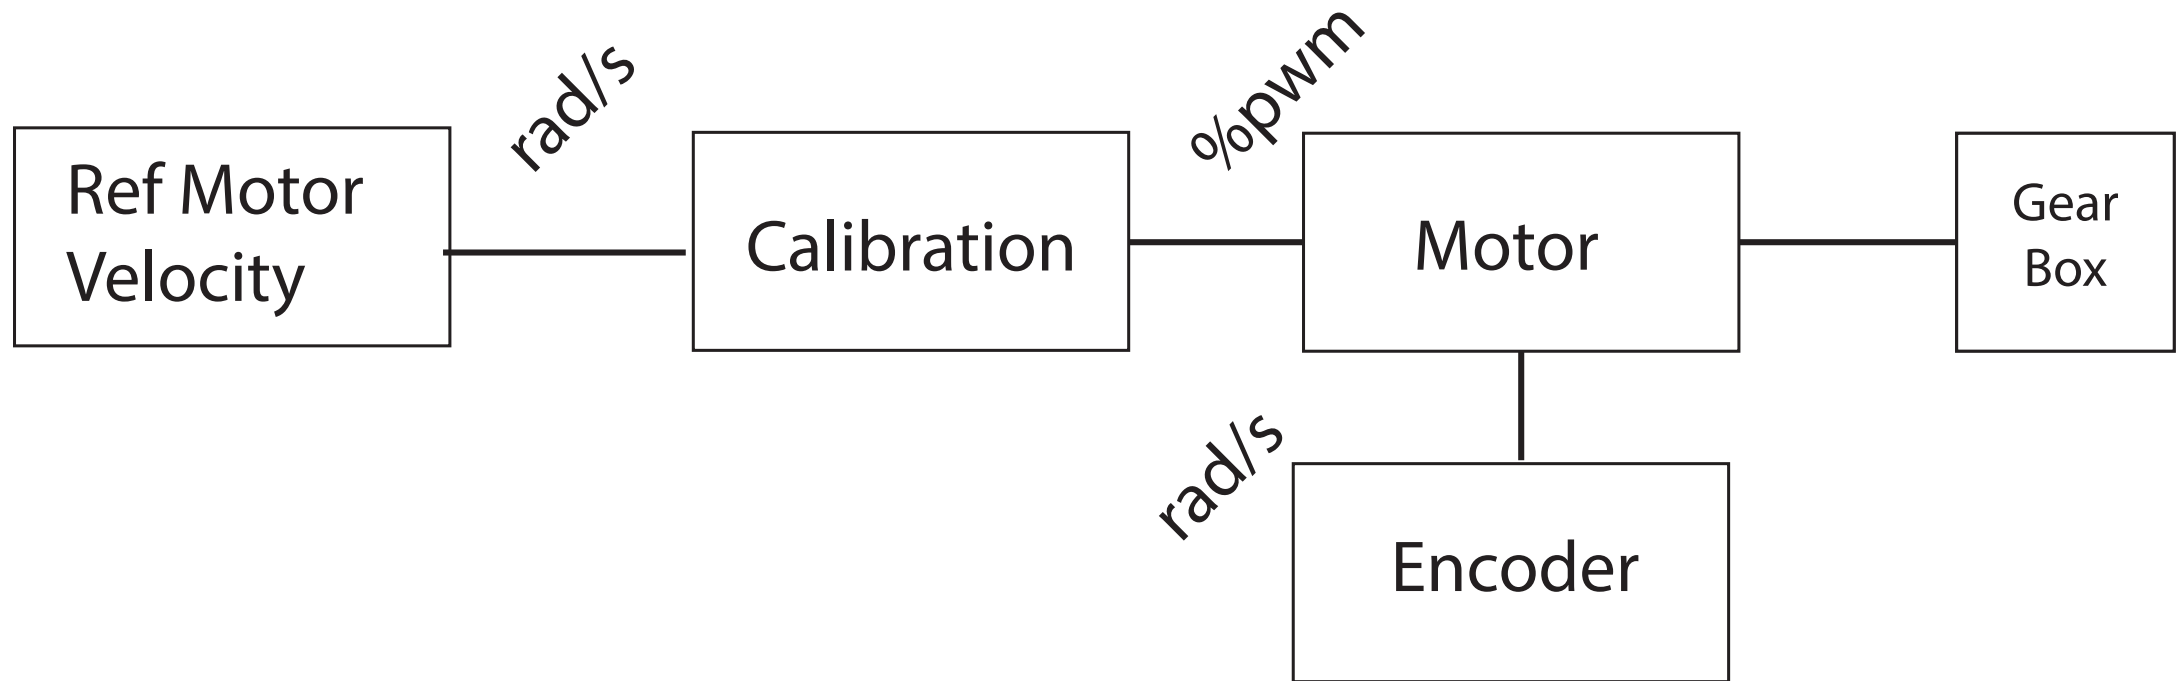 rad/s
%pwm
Ref Motor
Velocity
Calibration
Motor
Gear
Box
rad/s
Encoder